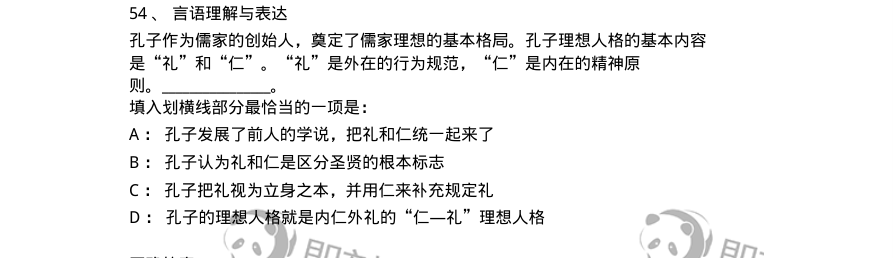 54 、 言语理解与表达
孔子作为儒家的创始人，奠定了儒家理想的基本格局。孔子理想人格的基本内容
是“礼”和“仁”。“礼”是外在的行为规范，“仁”是内在的精神原
则。_______________。
填入划横线部分最恰当的一项是：
A ： 孔子发展了前人的学说，把礼和仁统一起来了
B ： 孔子认为礼和仁是区分圣贤的根本标志
C ： 孔子把礼视为立身之本，并用仁来补充规定礼
D ： 孔子的理想人格就是内仁外礼的“仁—礼”理想人格